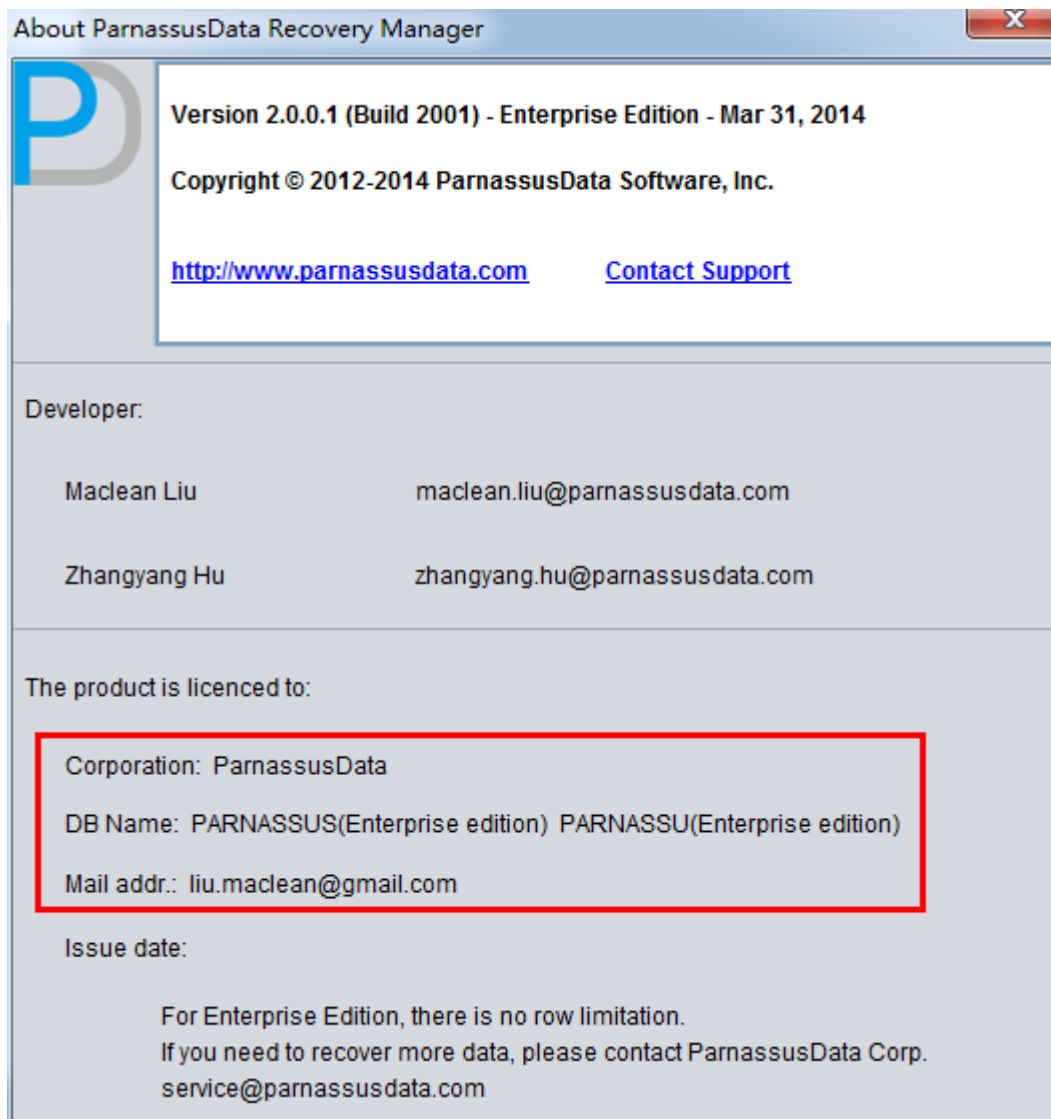 About ParnassusData Recovery Manager
PD
Version 2.0.0.1 (Build 2001) - Enterprise Edition - Mar 31, 2014
Copyright © 2012-2014 ParnassusData Software, Inc.
http://www.parnassusdata.com Contact Support
Developer:
Maclean Liu maclean.liu@parnassusdata.com
Zhangyang Hu zhangyang.hu@parnassusdata.com
The product is licenced to:
Corporation: ParnassusData
DB Name: PARNASSUS(Enterprise edition) PARNASSU(Enterprise edition)
Mail addr.: liu.maclean@gmail.com
Issue date:
For Enterprise Edition, there is no row limitation.
If you need to recover more data, please contact ParnassusData Corp.
service@parnassusdata.com